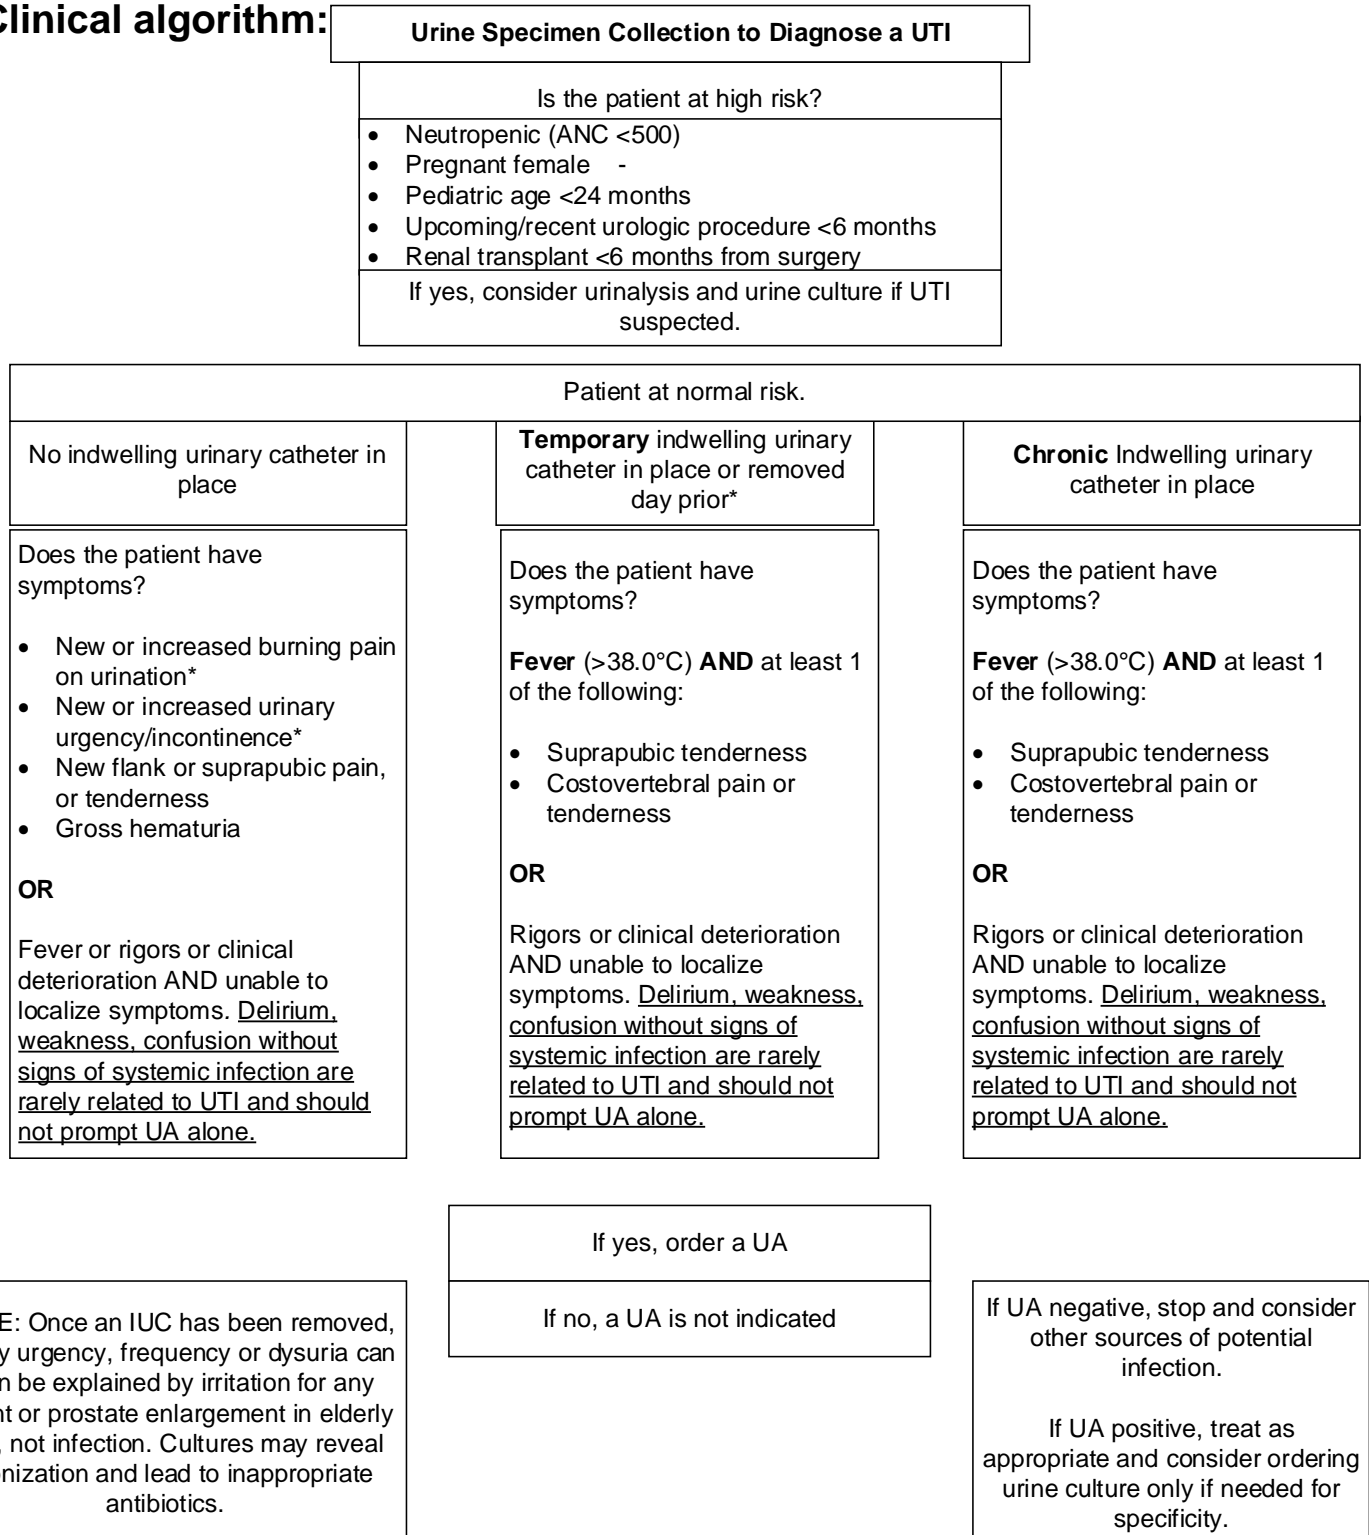 Clinical algorithm:
Urine Specimen Collection to Diagnose a UTI
Is the patient at high risk?
• Neutropenic (ANC <500)
• Pregnant female -
• Pediatric age <24 months
• Upcoming/recent urologic procedure <6 months
• Renal transplant <6 months from surgery
If yes, consider urinalysis and urine culture if UTI
suspected.
Patient at normal risk.
No indwelling urinary catheter in
place
Does the patient have
symptoms?
• New or increased burning pain
on urination*
• New or increased urinary
urgency/incontinence*
• New flank or suprapubic pain,
or tenderness
• Gross hematuria
OR
Fever or rigors or clinical
deterioration AND unable to
localize symptoms. Delirium,
weakness, confusion without
signs of systemic infection are
rarely related to UTI and should
not prompt UA alone.
Temporary indwelling urinary
catheter in place or removed
day prior*
Does the patient have
symptoms?
Fever (>38.0°C) AND at least 1
of the following:
• Suprapubic tenderness
• Costovertebral pain or
tenderness
OR
Rigors or clinical deterioration
AND unable to localize
symptoms. Delirium, weakness,
confusion without signs of
systemic infection are rarely
related to UTI and should not
prompt UA alone.
Chronic Indwelling urinary
catheter in place
Does the patient have
symptoms?
Fever (>38.0°C) AND at least 1
of the following:
• Suprapubic tenderness
• Costovertebral pain or
tenderness
OR
Rigors or clinical deterioration
AND unable to localize
symptoms. Delirium, weakness,
confusion without signs of
systemic infection are rarely
related to UTI and should not
prompt UA alone.
If yes, order a UA
If no, a UA is not indicated
E: Once an IUC has been removed,
y urgency, frequency or dysuria can
n be explained by irritation for any
nt or prostate enlargement in elderly
, not infection. Cultures may reveal
nization and lead to inappropriate
antibiotics.
If UA negative, stop and consider
other sources of potential
infection.
If UA positive, treat as
appropriate and consider ordering
urine culture only if needed for
specificity.